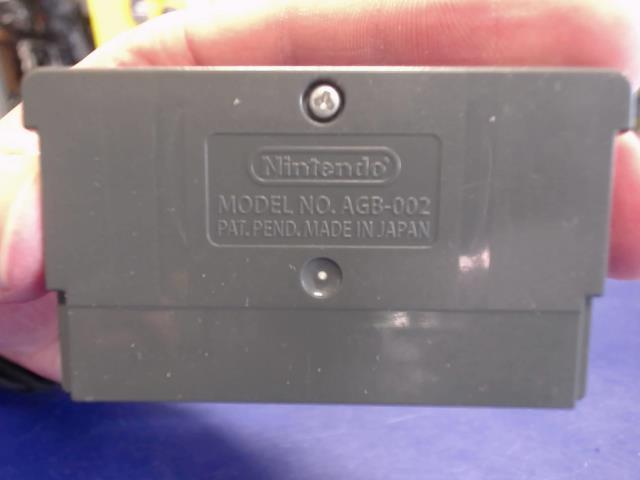 Nintendo®
MODEL NO. AGB-002
PAT. PEND. MADE IN JAPAN